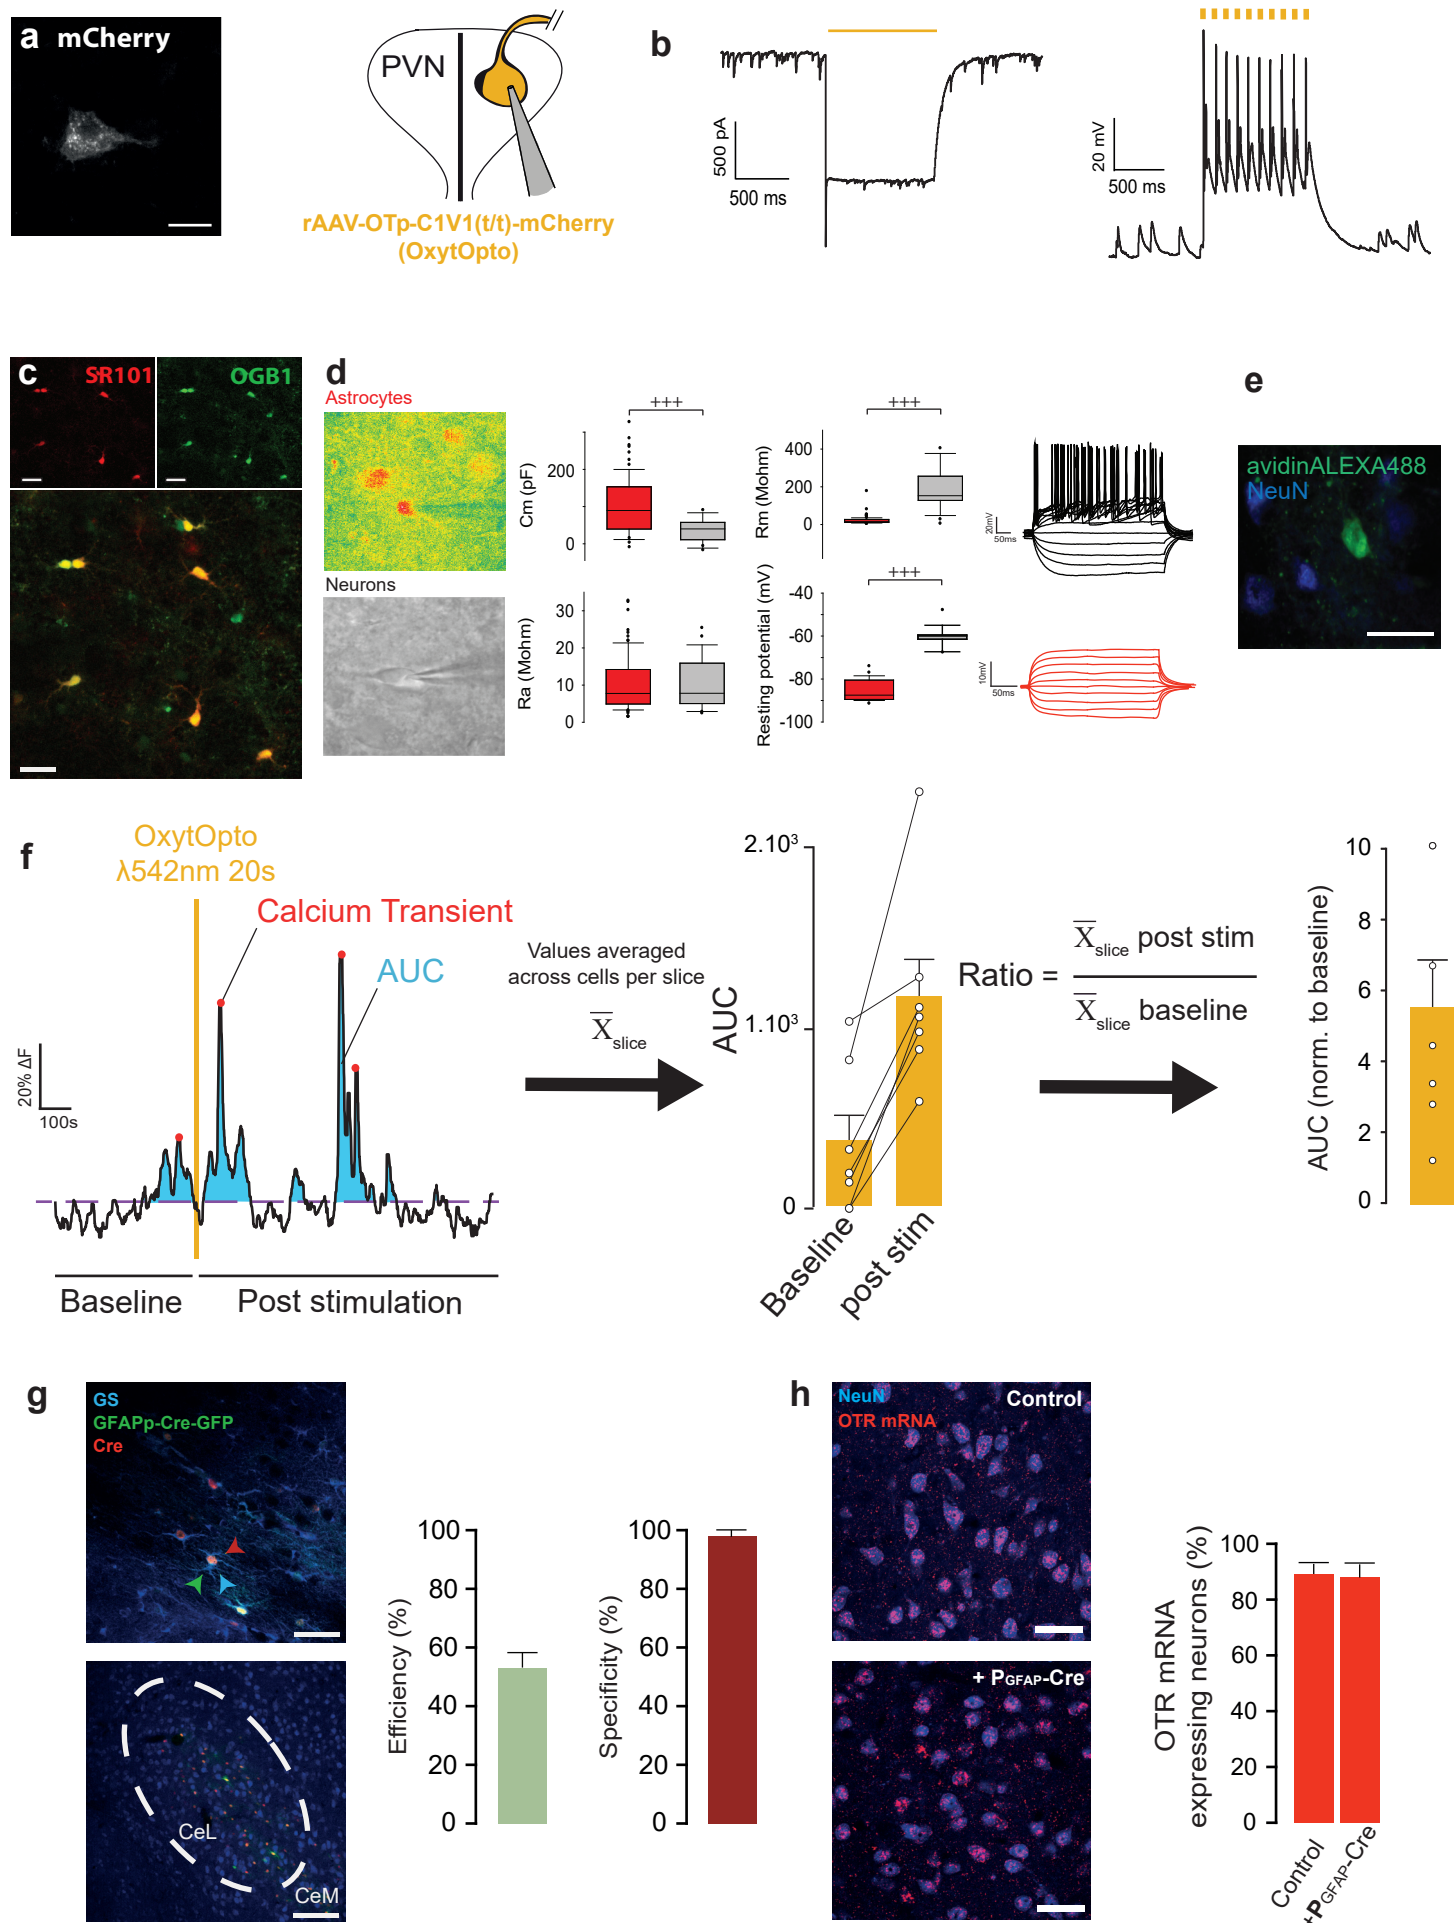 a mCherry
PVN
rAAV-OTp-C1V1(t/t)-mCherry
(OxytOpto)
b
500 pA
500 ms
20 mV
500 ms
c SR101 OGB1
d
Astrocytes
Neurons
+++
Cm (pF)
200
0
Ra (Mohm)
30
20
10
0
+++
Rm (Mohm)
400
200
0
+++
Resting potential (mV)
-40
-60
-80
-100
20mV
50ms
10mV
50ms
e
avidinALEXA488
NeuN
f
OxytOpto
λ542nm 20s
Calcium Transient
AUC
20% ΔF
100s
Baseline
Post stimulation
Values averaged
across cells per slice
X̅slice
AUC
2.10³
1.10³
0
Baseline
post stim
Ratio = X̅slice post stim
X̅slice baseline
AUC (norm. to baseline)
10
8
6
4
2
0
g
GS
GFAPp-Cre-GFP
Cre
CeL
CeM
Efficiency (%)
100
80
60
40
20
0
Specificity (%)
100
80
60
40
20
0
h
NeuN Control
OTR mRNA
+ PGFAP-Cre
OTR mRNA
expressing neurons (%)
100
80
60
40
20
0
Control
+PGFAP-Cre